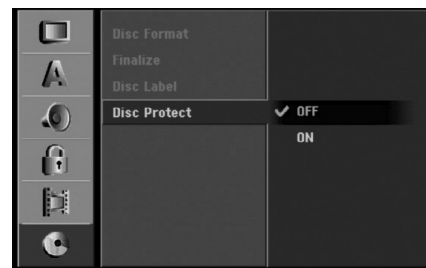 Disc Format
Finalize
Disc Label
Disc Protect
✔ OFF
ON